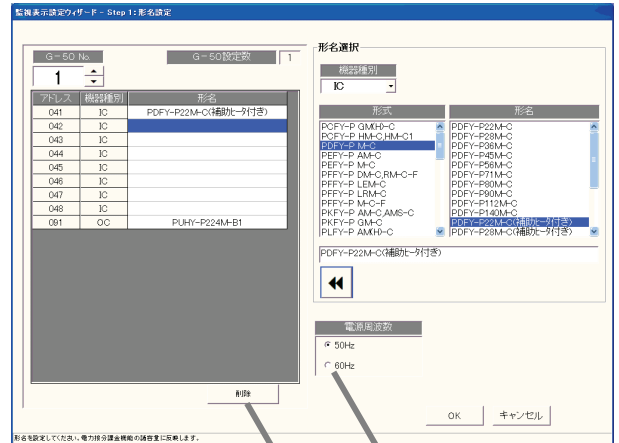 監視表示設定ウィザード - Step 1: 形名設定
G-50 No.
G-50設定数 1
1
アドレス 機器種別 形名
041 IC PDFY-P22M-C(補助ヒータ付き)
042 IC
043 IC
044 IC
045 IC
046 IC
047 IC
048 IC
091 OC PUHY-P224M-B1
削除
形名選択
機器種別
IC
形式
PCFY-P GM(H)-C
PCFY-P HM-C,HM-C1
PDFY-P M-C
PEFY-P AM-C
PEFY-P M-C
PFFY-P DM-C,RM-C-F
PFFY-P LEM-C
PFFY-P LRM-C
PFFY-P M-C-F
PKFY-P AM-C,AMS-C
PKFY-P GM-C
PLFY-P AM(H)-C
形名
PDFY-P22M-C
PDFY-P28M-C
PDFY-P36M-C
PDFY-P45M-C
PDFY-P56M-C
PDFY-P71M-C
PDFY-P80M-C
PDFY-P90M-C
PDFY-P112M-C
PDFY-P140M-C
PDFY-P22M-C(補助ヒータ付き)
PDFY-P28M-C(補助ヒータ付き)
PDFY-P22M-C(補助ヒータ付き)
電源周波数
50Hz
60Hz
OK キャンセル
形名を設定してください。電力按分課金機能の諸容量に反映します。